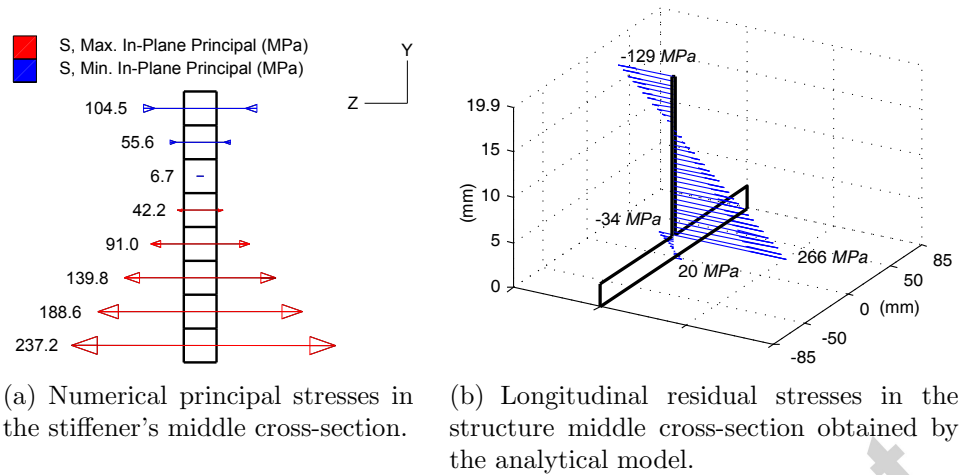 S, Max. In-Plane Principal (MPa)
S, Min. In-Plane Principal (MPa)
Y
Z
104.5
55.6
6.7
42.2
91.0
139.8
188.6
237.2
-129 MPa
19.9
15
10
5
0
(mm)
-34 MPa
20 MPa
266 MPa
85
50
0 (mm)
-50
-85
(a) Numerical principal stresses in
the stiffener's middle cross-section.
(b) Longitudinal residual stresses in the
structure middle cross-section obtained by
the analytical model.